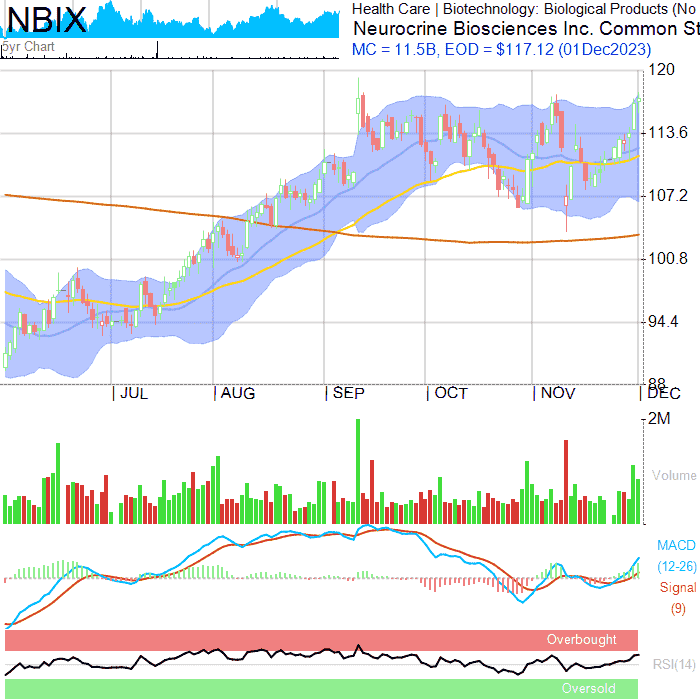 NBIX
5yr Chart
Health Care | Biotechnology: Biological Products (No
Neurocrine Biosciences Inc. Common St
MC = 11.5B, EOD = $117.12 (01Dec2023)
120
113.6
107.2
100.8
94.4
88
JUL AUG SEP OCT NOV DEC
2M
Volume
MACD
(12-26)
Signal
(9)
Overbought
RSI(14)
Oversold